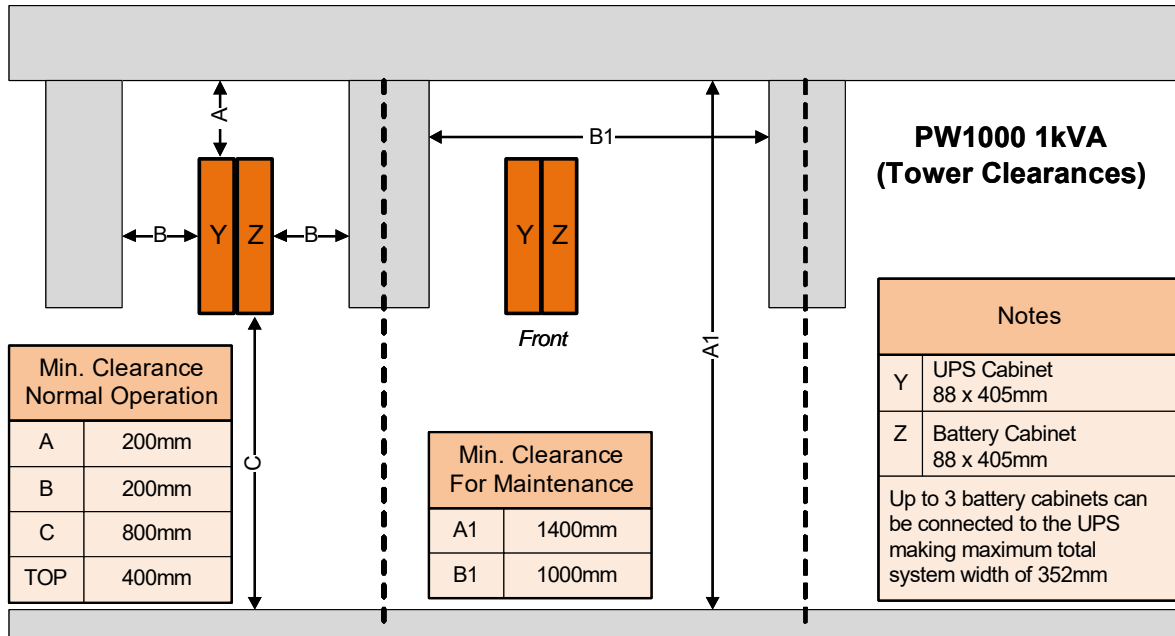 PW1000 1kVA
(Tower Clearances)
A
B1
B
Y
Z
B
Y
Z
Front
A1
C
Min. Clearance
Normal Operation
A 200mm
B 200mm
C 800mm
TOP 400mm
Min. Clearance
For Maintenance
A1 1400mm
B1 1000mm
Notes
Y UPS Cabinet
88 x 405mm
Z Battery Cabinet
88 x 405mm
Up to 3 battery cabinets can
be connected to the UPS
making maximum total
system width of 352mm